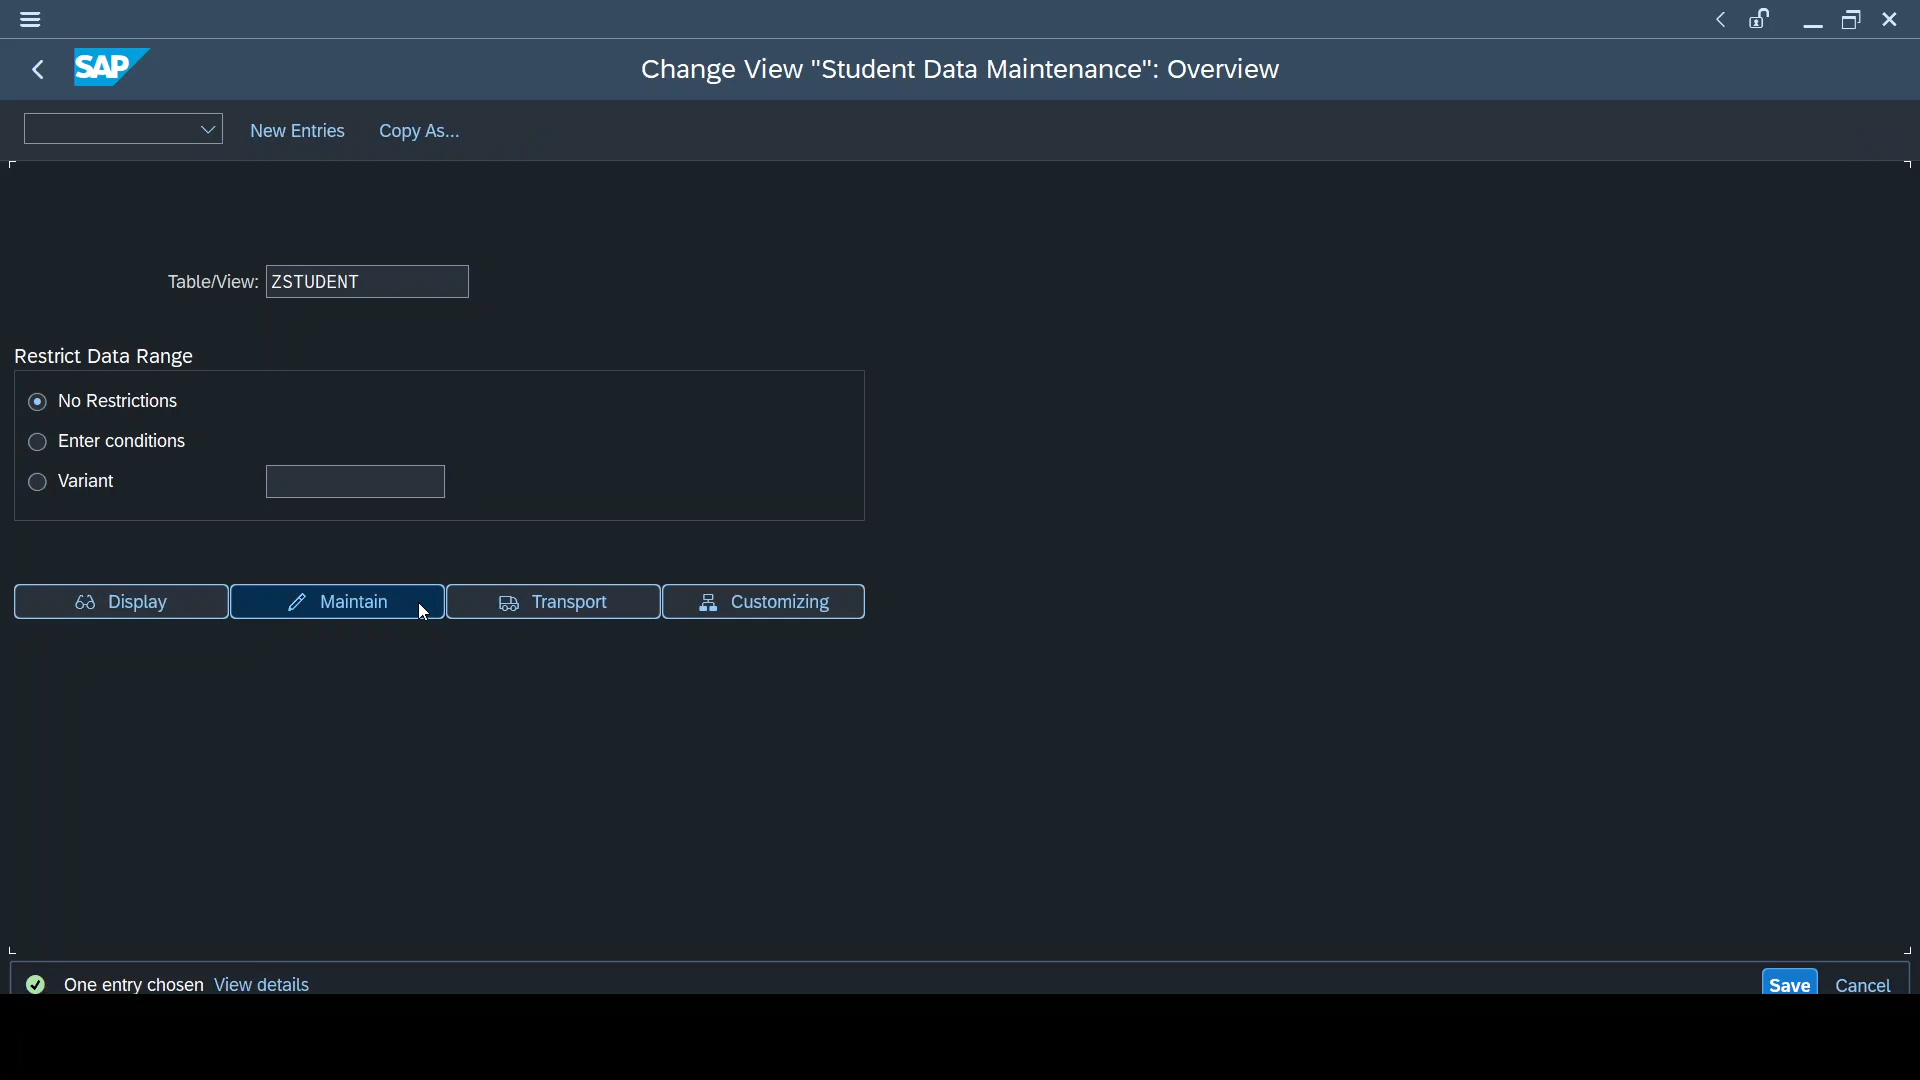 SAP
Change View "Student Data Maintenance": Overview
New Entries Copy As...
Table/View: ZSTUDENT
Restrict Data Range
No Restrictions
Enter conditions
Variant
Display Maintain Transport Customizing
One entry chosen View details Save Cancel